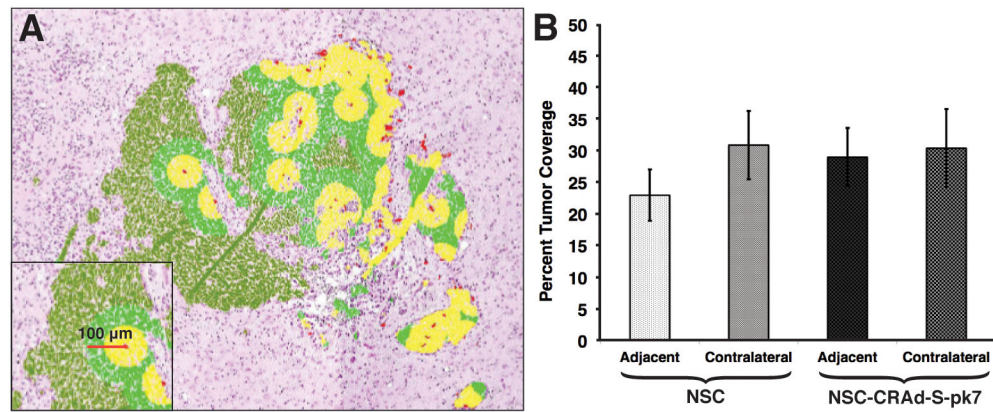 A
100 µm
B
Percent Tumor Coverage
50
45
40
35
30
25
20
15
10
5
0
Adjacent Contralateral Adjacent Contralateral
NSC NSC-CRAd-S-pk7